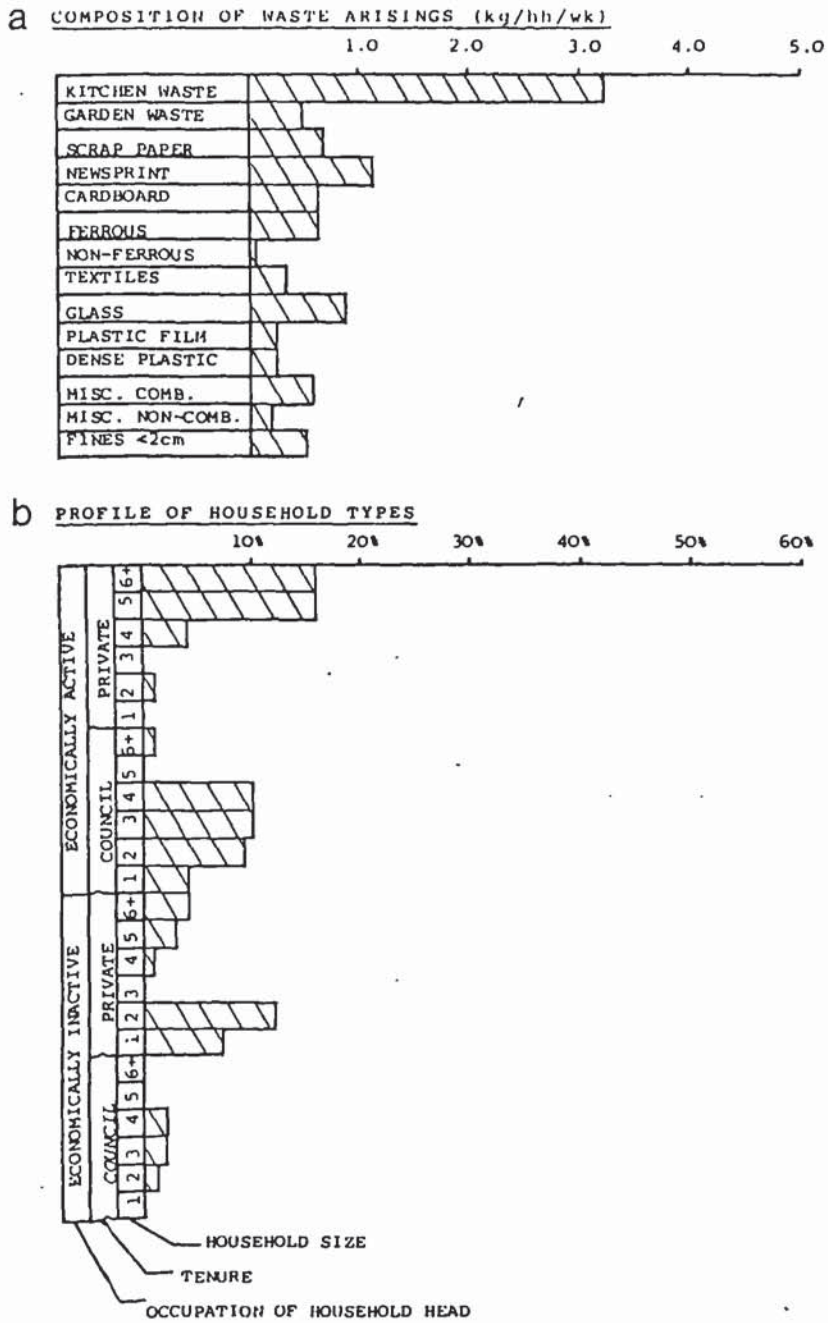 a COMPOSITION OF WASTE ARISINGS (kg/hh/wk)
1.0 2.0 3.0 4.0 5.0
KITCHEN WASTE
GARDEN WASTE
SCRAP PAPER
NEWSPRINT
CARDBOARD
FERROUS
NON-FERROUS
TEXTILES
GLASS
PLASTIC FILM
DENSE PLASTIC
MISC. COMB.
MISC. NON-COMB.
FINES <2cm
b PROFILE OF HOUSEHOLD TYPES
10% 20% 30% 40% 50% 60%
ECONOMICALLY ACTIVE
PRIVATE
6+
5
4
3
2
1
COUNCIL
6+
5
4
3
2
1
ECONOMICALLY INACTIVE
PRIVATE
6+
5
4
3
2
1
COUNCIL
6+
5
4
3
2
1
HOUSEHOLD SIZE
TENURE
OCCUPATION OF HOUSEHOLD HEAD